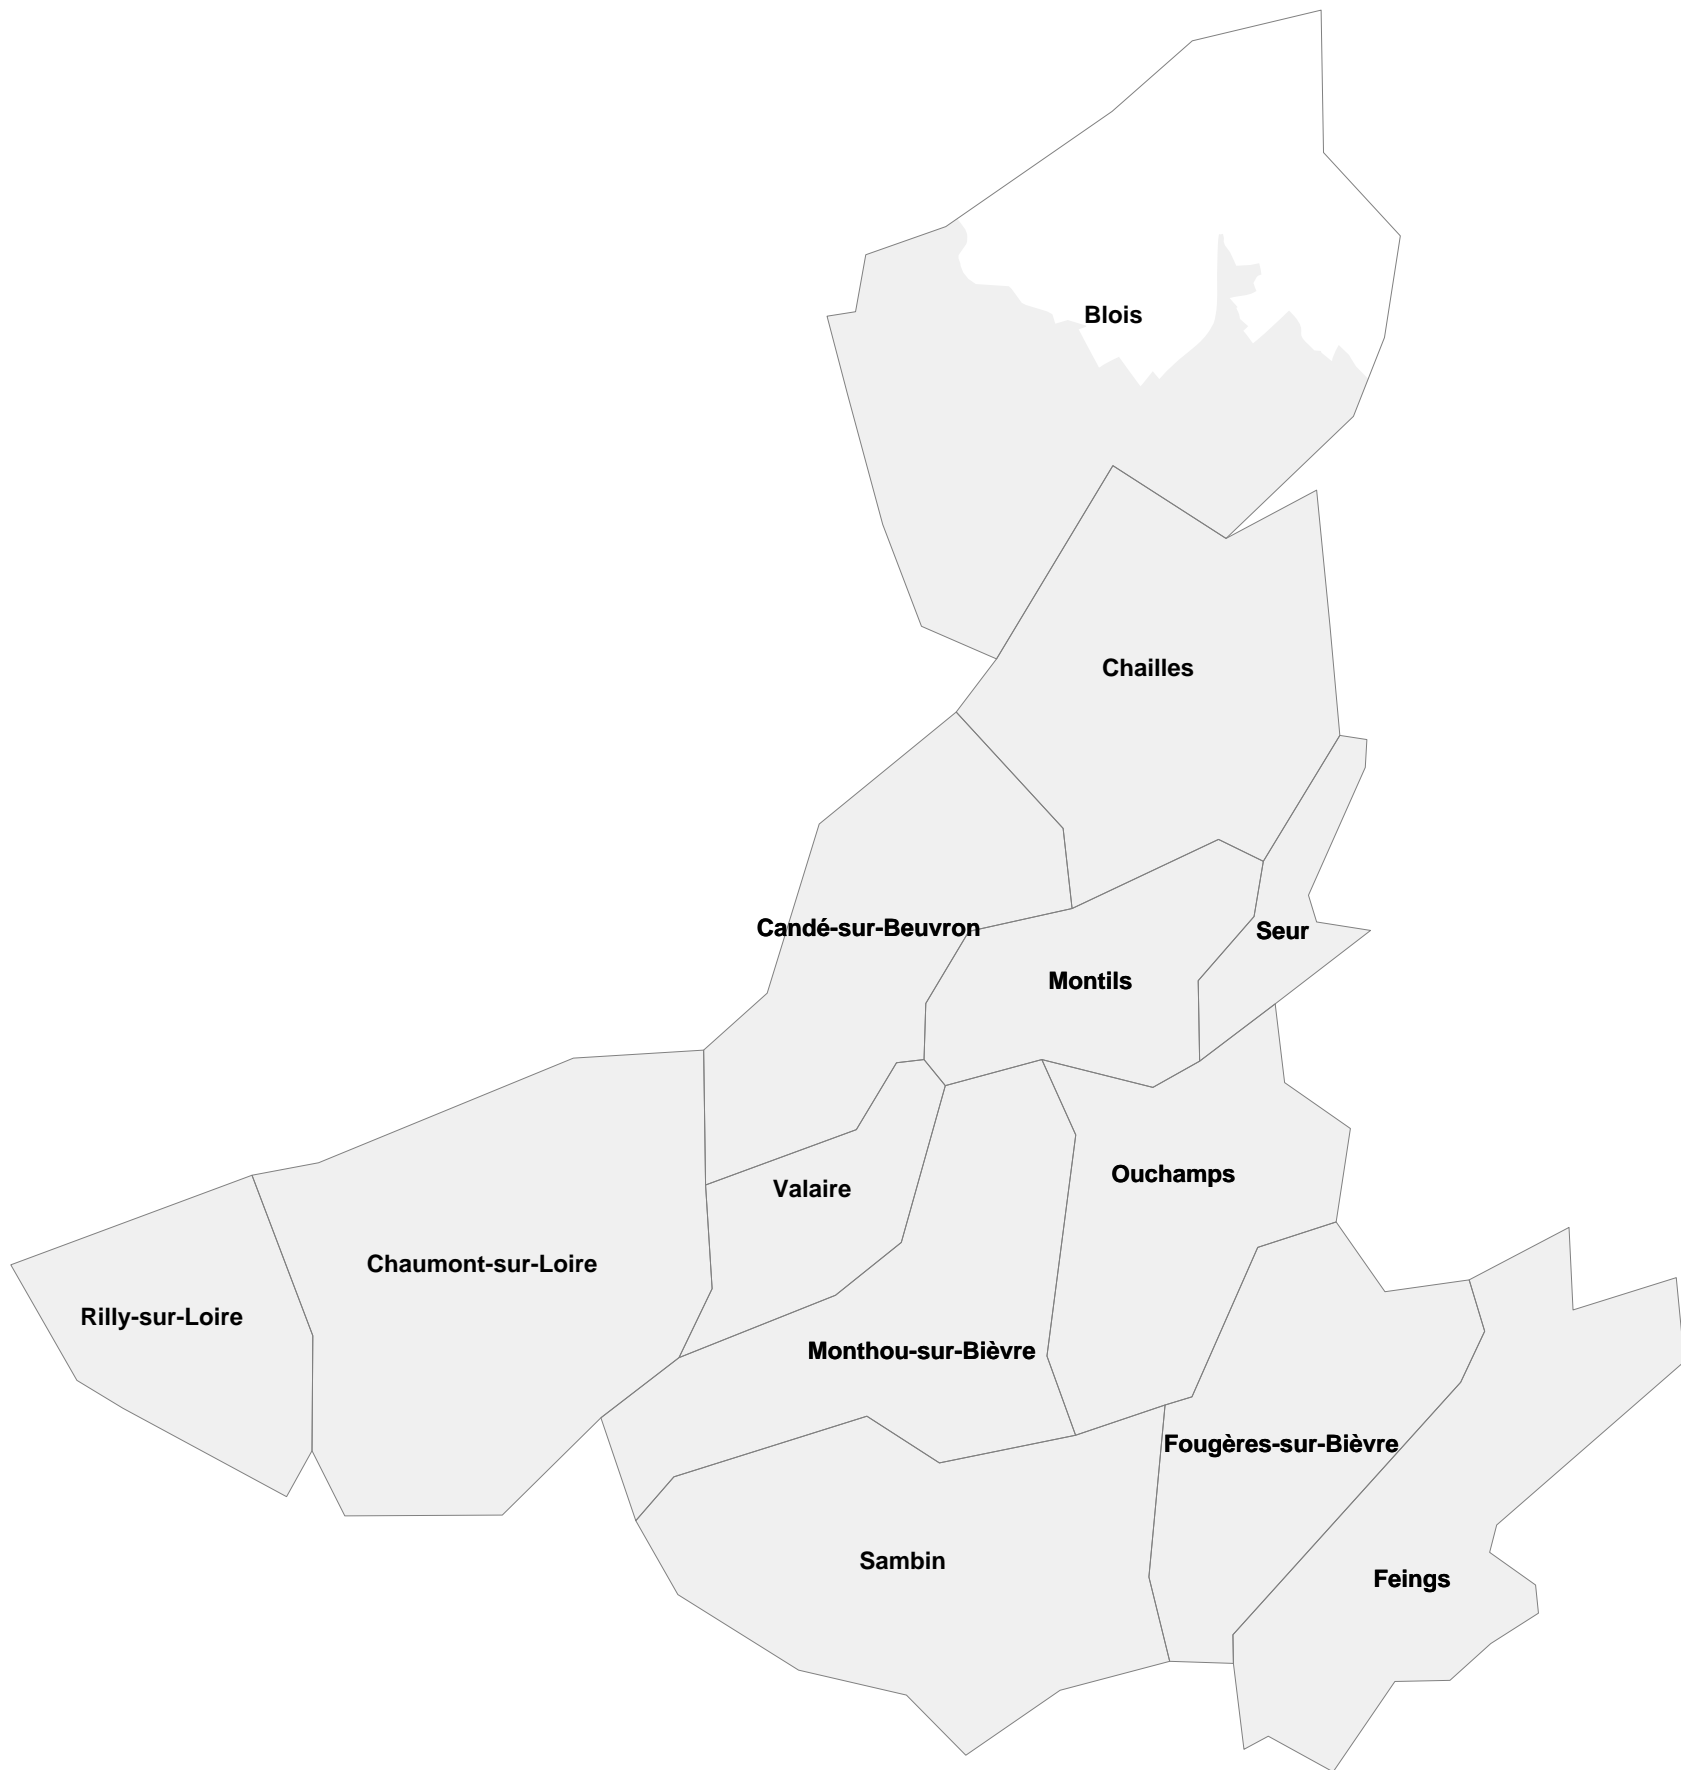 Blois
Chailles
Candé-sur-Beuvron
Seur
Montils
Ouchamps
Valaire
Chaumont-sur-Loire
Rilly-sur-Loire
Monthou-sur-Bièvre
Fougères-sur-Bièvre
Sambin
Feings